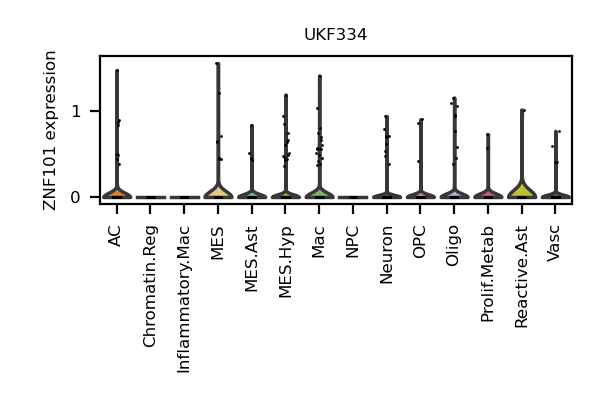 UKF334
ZNF101 expression
1
0
AC
Chromatin.Reg
Inflammatory.Mac
MES
MES.Ast
MES.Hyp
Mac
NPC
Neuron
OPC
Oligo
Prolif.Metab
Reactive.Ast
Vasc